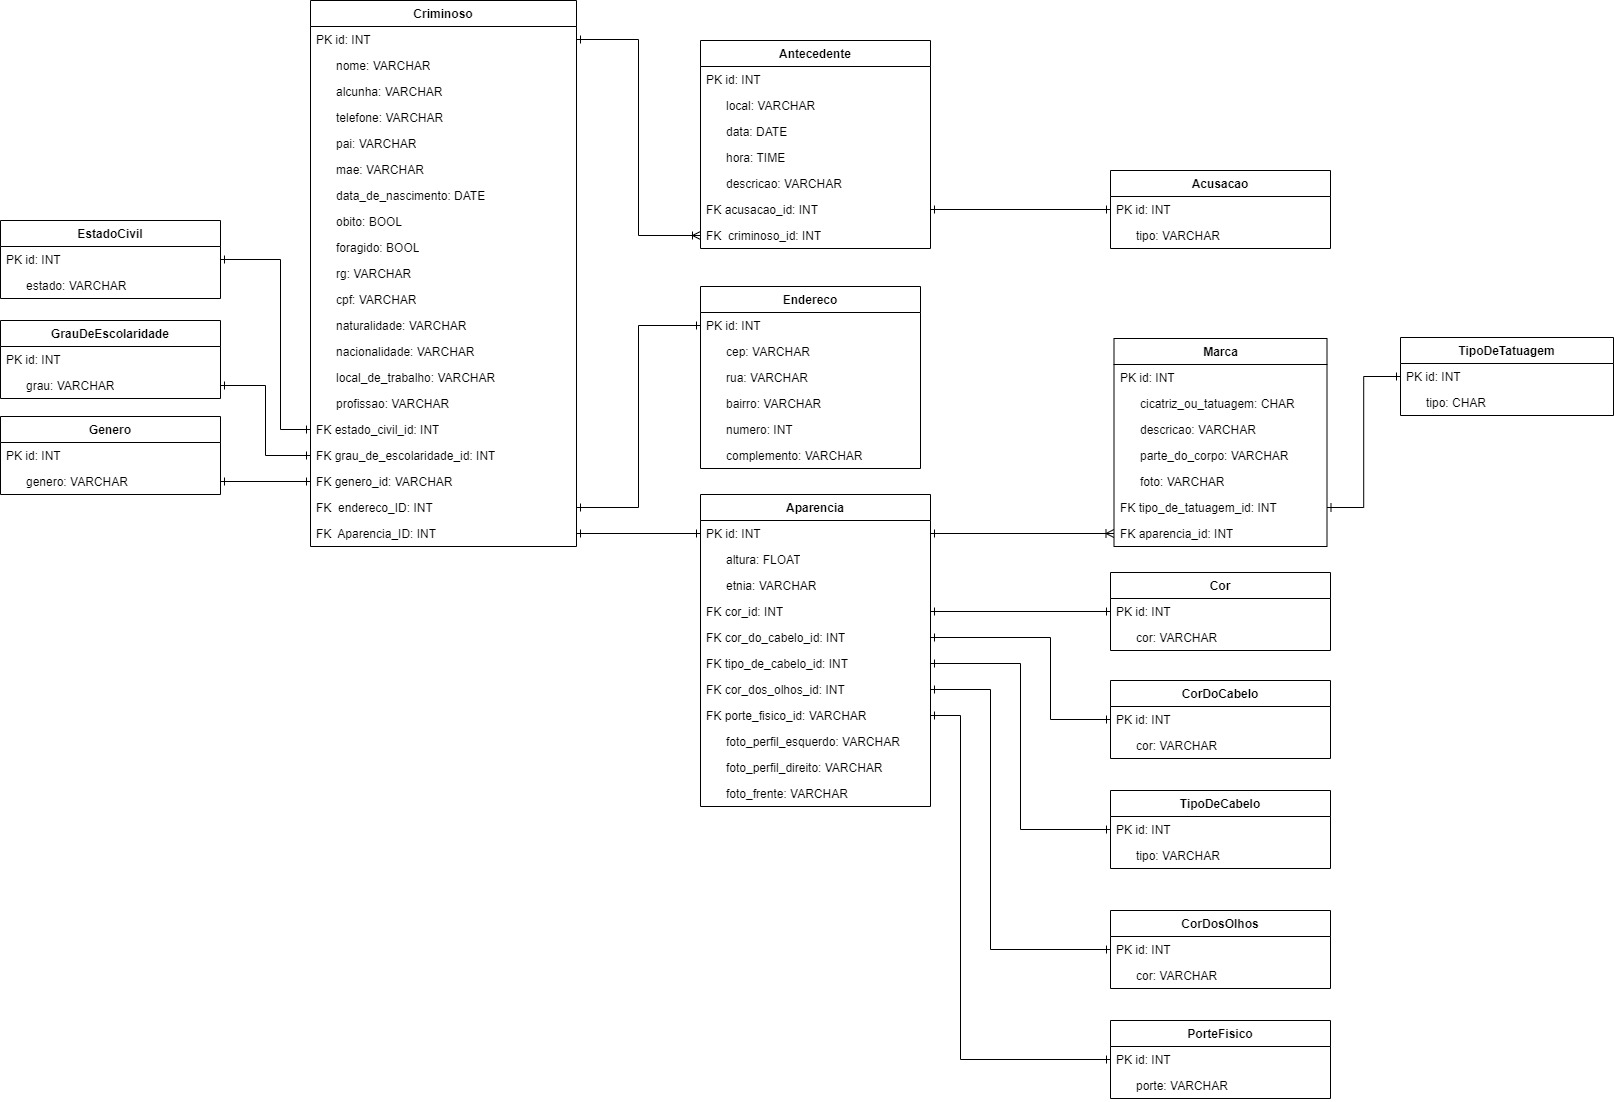 Criminoso
PK id: INT
nome: VARCHAR
alcunha: VARCHAR
telefone: VARCHAR
pai: VARCHAR
mae: VARCHAR
data_de_nascimento: DATE
obito: BOOL
foragido: BOOL
rg: VARCHAR
cpf: VARCHAR
naturalidade: VARCHAR
nacionalidade: VARCHAR
local_de_trabalho: VARCHAR
profissao: VARCHAR
FK estado_civil_id: INT
FK grau_de_escolaridade_id: INT
FK genero_id: VARCHAR
FK endereco_ID: INT
FK Aparencia_ID: INT
EstadoCivil
PK id: INT
estado: VARCHAR
GrauDeEscolaridade
PK id: INT
grau: VARCHAR
Genero
PK id: INT
genero: VARCHAR
Antecedente
PK id: INT
local: VARCHAR
data: DATE
hora: TIME
descricao: VARCHAR
FK acusacao_id: INT
FK criminoso_id: INT
Acusacao
PK id: INT
tipo: VARCHAR
Endereco
PK id: INT
cep: VARCHAR
rua: VARCHAR
bairro: VARCHAR
numero: INT
complemento: VARCHAR
Marca
PK id: INT
cicatriz_ou_tatuagem: CHAR
descricao: VARCHAR
parte_do_corpo: VARCHAR
foto: VARCHAR
FK tipo_de_tatuagem_id: INT
FK aparencia_id: INT
TipoDeTatuagem
PK id: INT
tipo: CHAR
Aparencia
PK id: INT
altura: FLOAT
etnia: VARCHAR
FK cor_id: INT
FK cor_do_cabelo_id: INT
FK tipo_de_cabelo_id: INT
FK cor_dos_olhos_id: INT
FK porte_fisico_id: VARCHAR
foto_perfil_esquerdo: VARCHAR
foto_perfil_direito: VARCHAR
foto_frente: VARCHAR
Cor
PK id: INT
cor: VARCHAR
CorDoCabelo
PK id: INT
cor: VARCHAR
TipoDeCabelo
PK id: INT
tipo: VARCHAR
CorDosOlhos
PK id: INT
cor: VARCHAR
PorteFisico
PK id: INT
porte: VARCHAR